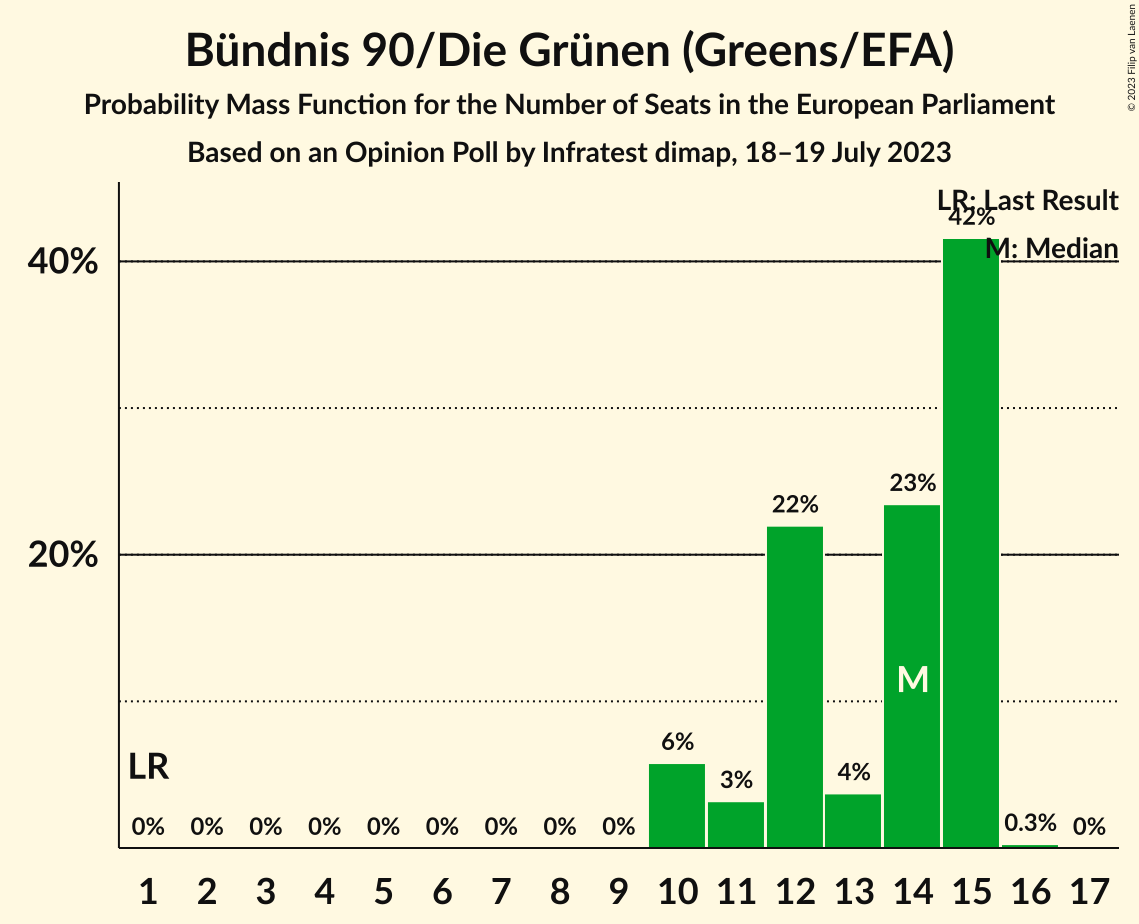 Bündnis 90/Die Grünen (Greens/EFA)
Probability Mass Function for the Number of Seats in the European Parliament
Based on an Opinion Poll by Infratest dimap, 18–19 July 2023
© 2023 Filip van Laenen
LR: Last Result
M: Median
40%
20%
42%
23%
22%
6%
3%
4%
M
LR
0% 0% 0% 0% 0% 0% 0% 0% 0% 0.3% 0%
1 2 3 4 5 6 7 8 9 10 11 12 13 14 15 16 17